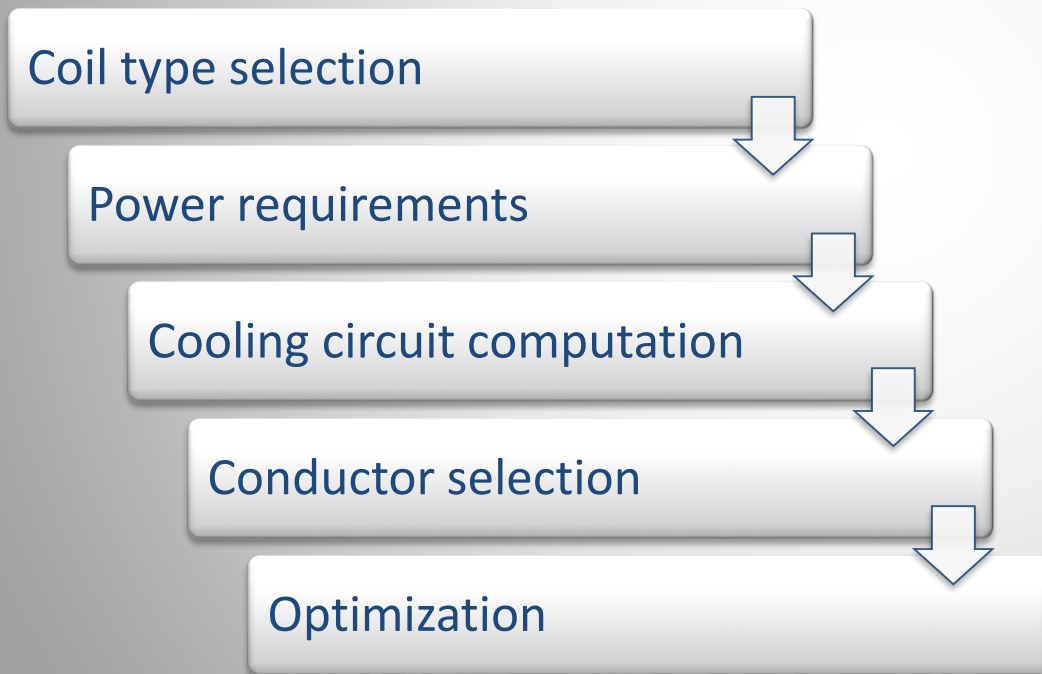 Coil type selection
Power requirements
Cooling circuit computation
Conductor selection
Optimization